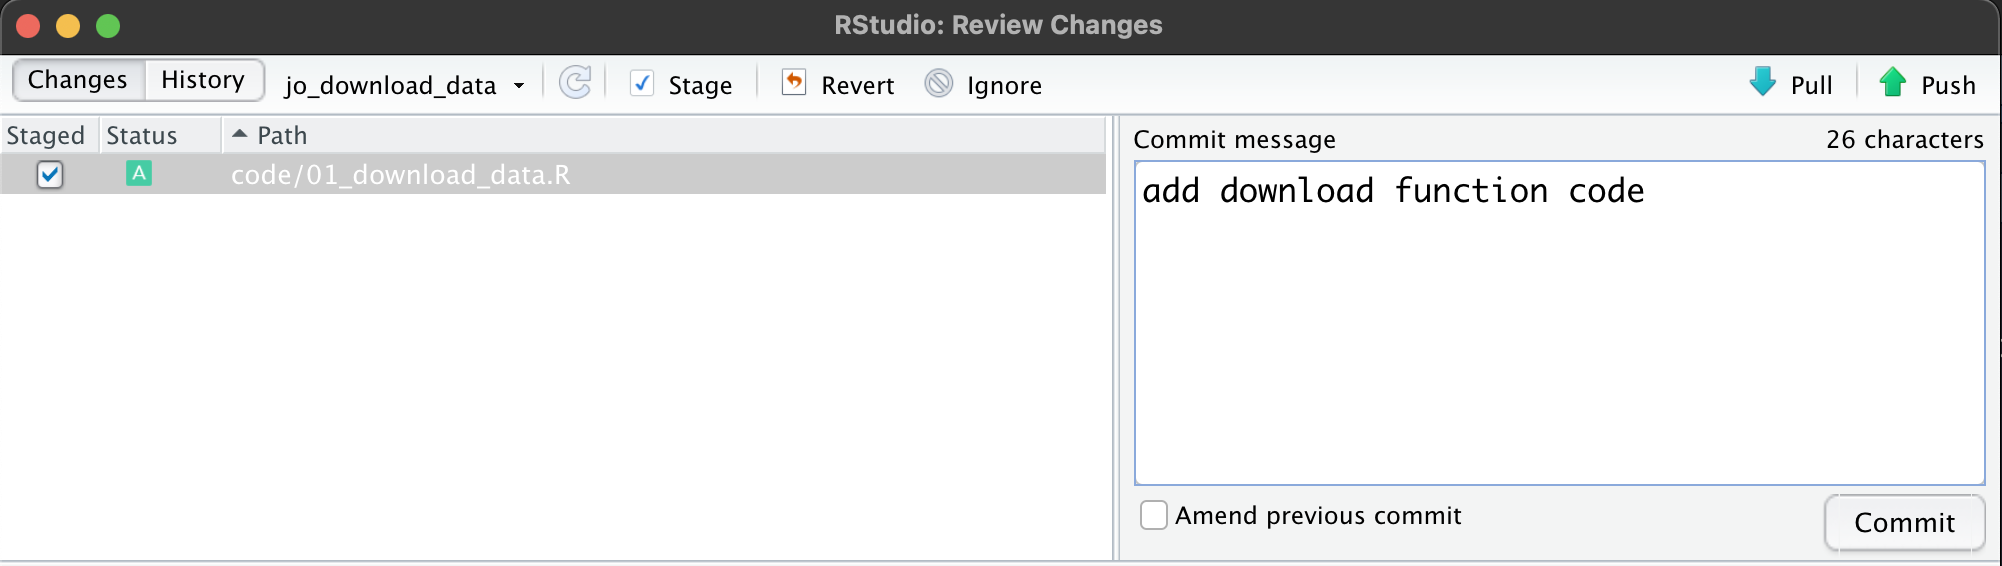 RStudio: Review Changes
Changes History jo_download_data Stage Revert Ignore Pull Push
Staged Status Path
A code/01_download_data.R
Commit message 26 characters
add download function code
Amend previous commit
Commit